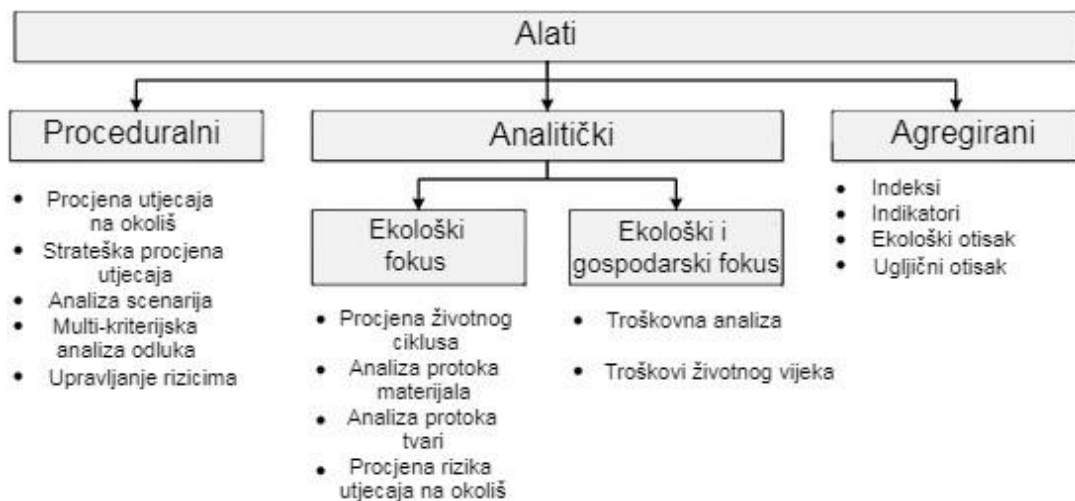 Alati
Proceduralni
• Procjena utjecaja
na okoliš
• Strateška procjena
utjecaja
• Analiza scenarija
• Multi-kriterijska
analiza odluka
• Upravljanje rizicima
Analitički
Ekološki
fokus
• Procjena životnog
ciklusa
• Analiza protoka
materijala
• Analiza protoka
tvari
• Procjena rizika
utjecaja na okoliš
Ekološki i
gospodarski fokus
• Troškovna analiza
• Troškovi životnog vijeka
Agregirani
• Indeksi
• Indikatori
• Ekološki otisak
• Ugljični otisak